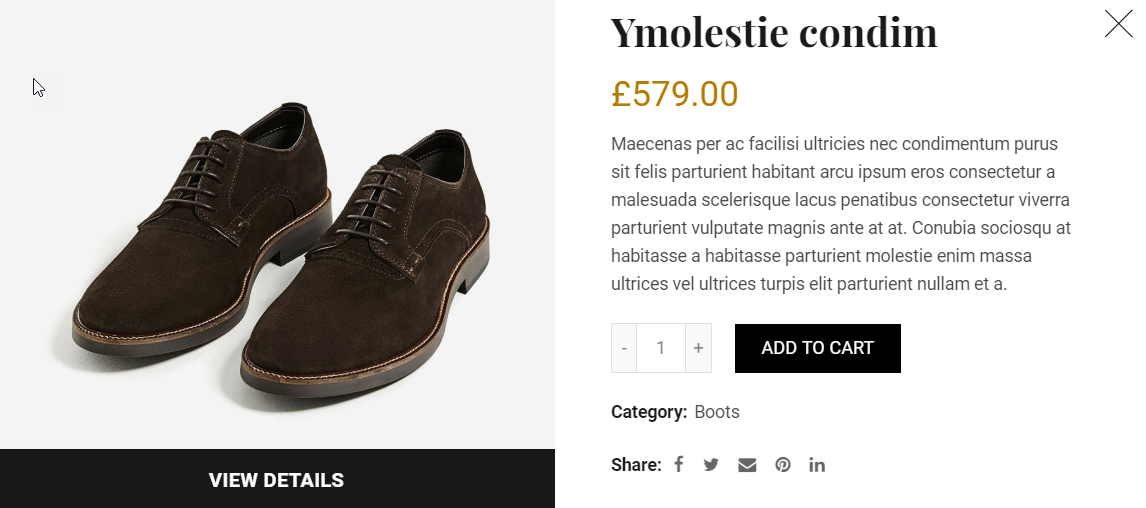 Ymolestie condim
£579.00
Maecenas per ac facilisi ultricies nec condimentum purus
sit felis parturient habitant arcu ipsum eros consectetur a
malesuada scelerisque lacus penatibus consectetur viverra
parturient vulputate magnis ante at at. Conubia sociosqu at
habitasse a habitasse parturient molestie enim massa
ultrices vel ultrices turpis elit parturient nullam et a.
- 1 + ADD TO CART
Category: Boots
Share:
VIEW DETAILS